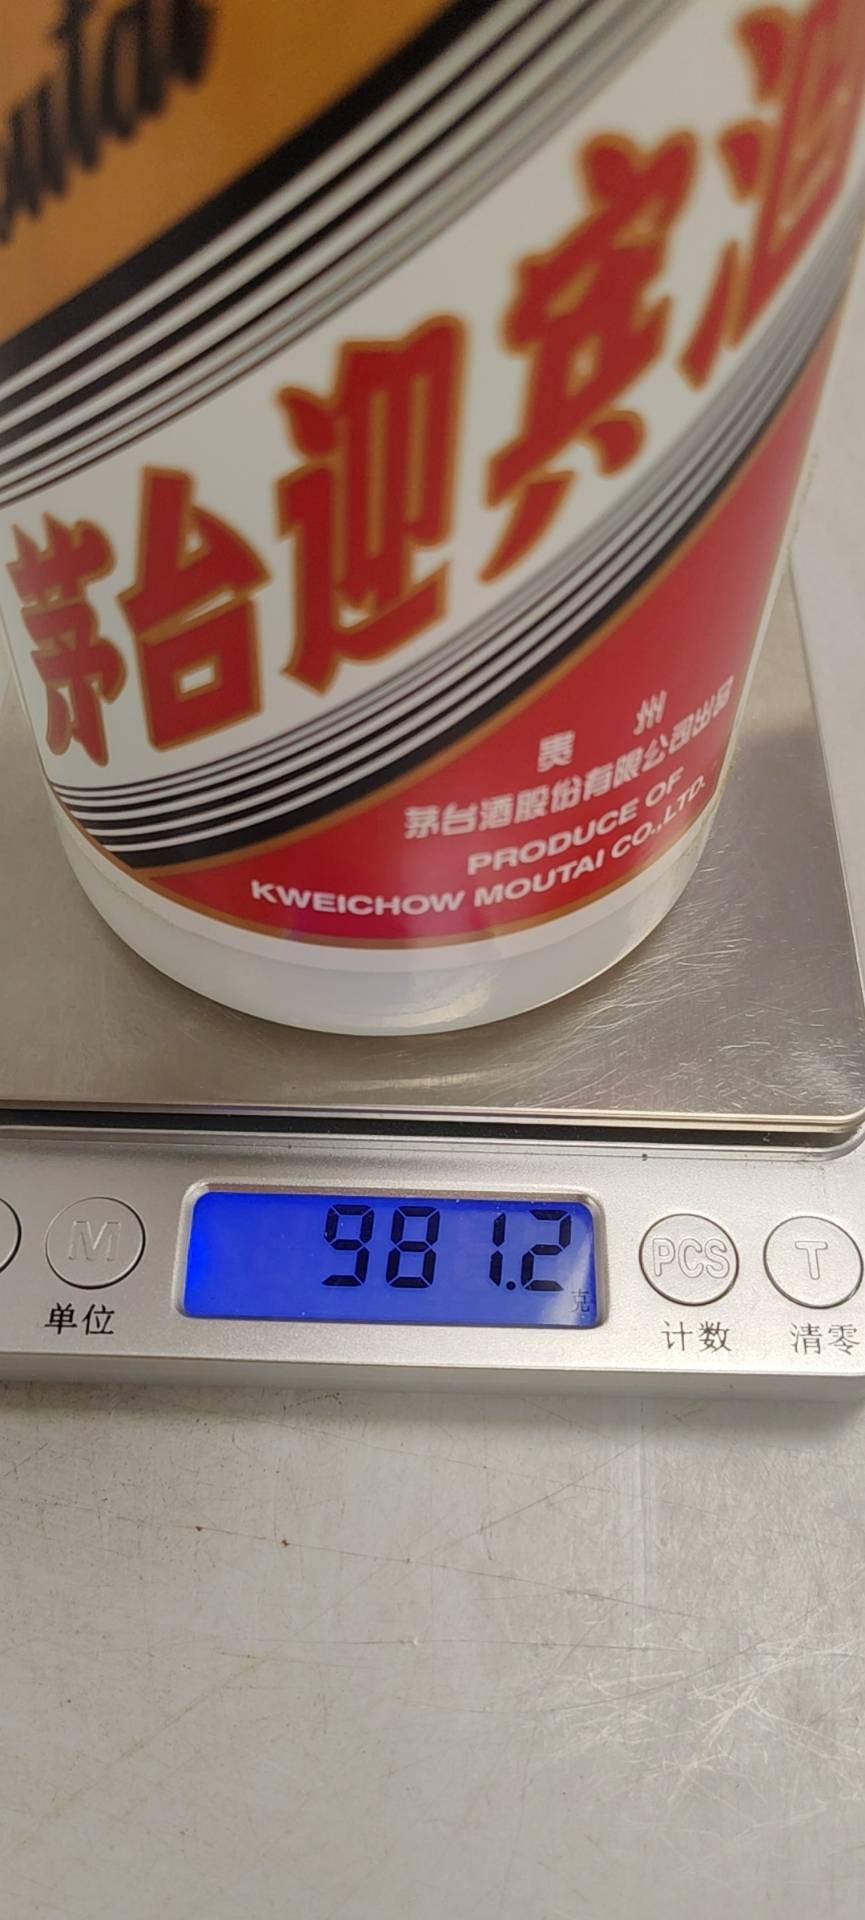 茅台迎宾酒
贵州
茅台酒股份有限公司出品
PRODUCE OF
KWEICHOW MOUTAI CO.,LTD.
981.2
克
M
PCS
T
单位
计数
清零